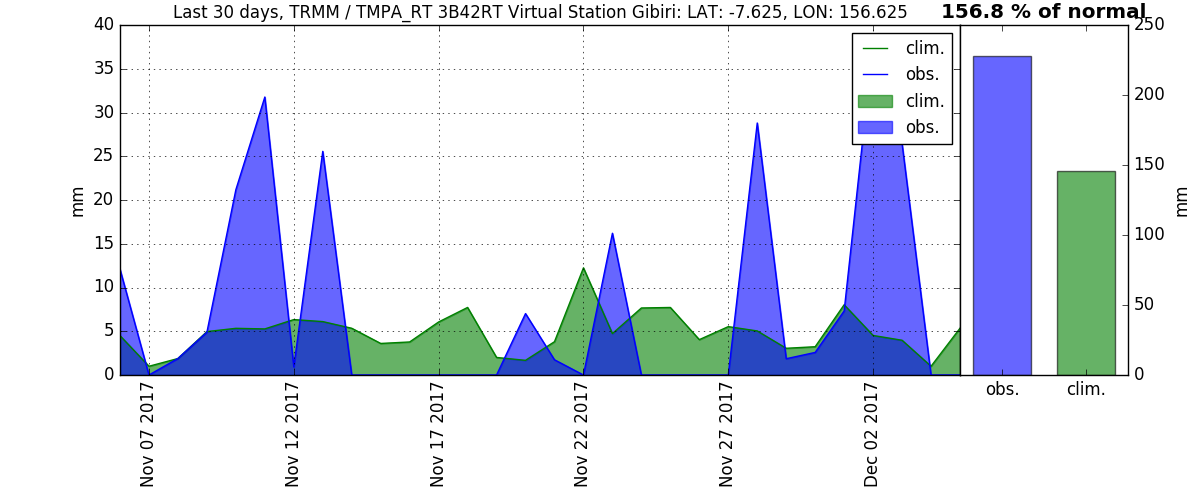 Last 30 days, TRMM / TMPA_RT 3B42RT Virtual Station Gibiri: LAT: -7.625, LON: 156.625
156.8 % of normal
40
35
30
25
20
15
10
5
0
mm
clim.
obs.
clim.
obs.
Nov 07 2017
Nov 12 2017
Nov 17 2017
Nov 22 2017
Nov 27 2017
Dec 02 2017
250
200
150
100
50
0
mm
obs.
clim.